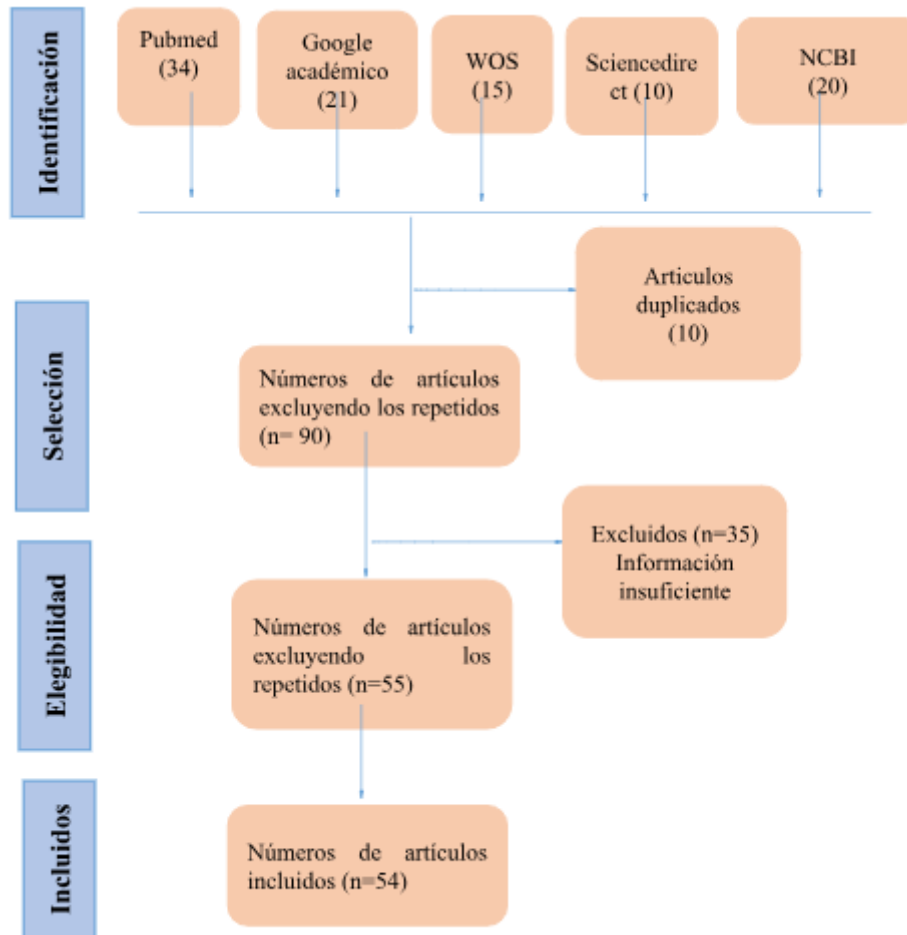 Identificación
Pubmed
(34)
Google
académico
(21)
WOS
(15)
Sciencedire
ct (10)
NCBI
(20)
Artículos
duplicados
(10)
Selección
Números de artículos
excluyendo los repetidos
(n= 90)
Excluidos (n=35)
Información
insuficiente
Elegibilidad
Números de artículos
excluyendo los
repetidos (n=55)
Incluidos
Números de artículos
incluidos (n=54)